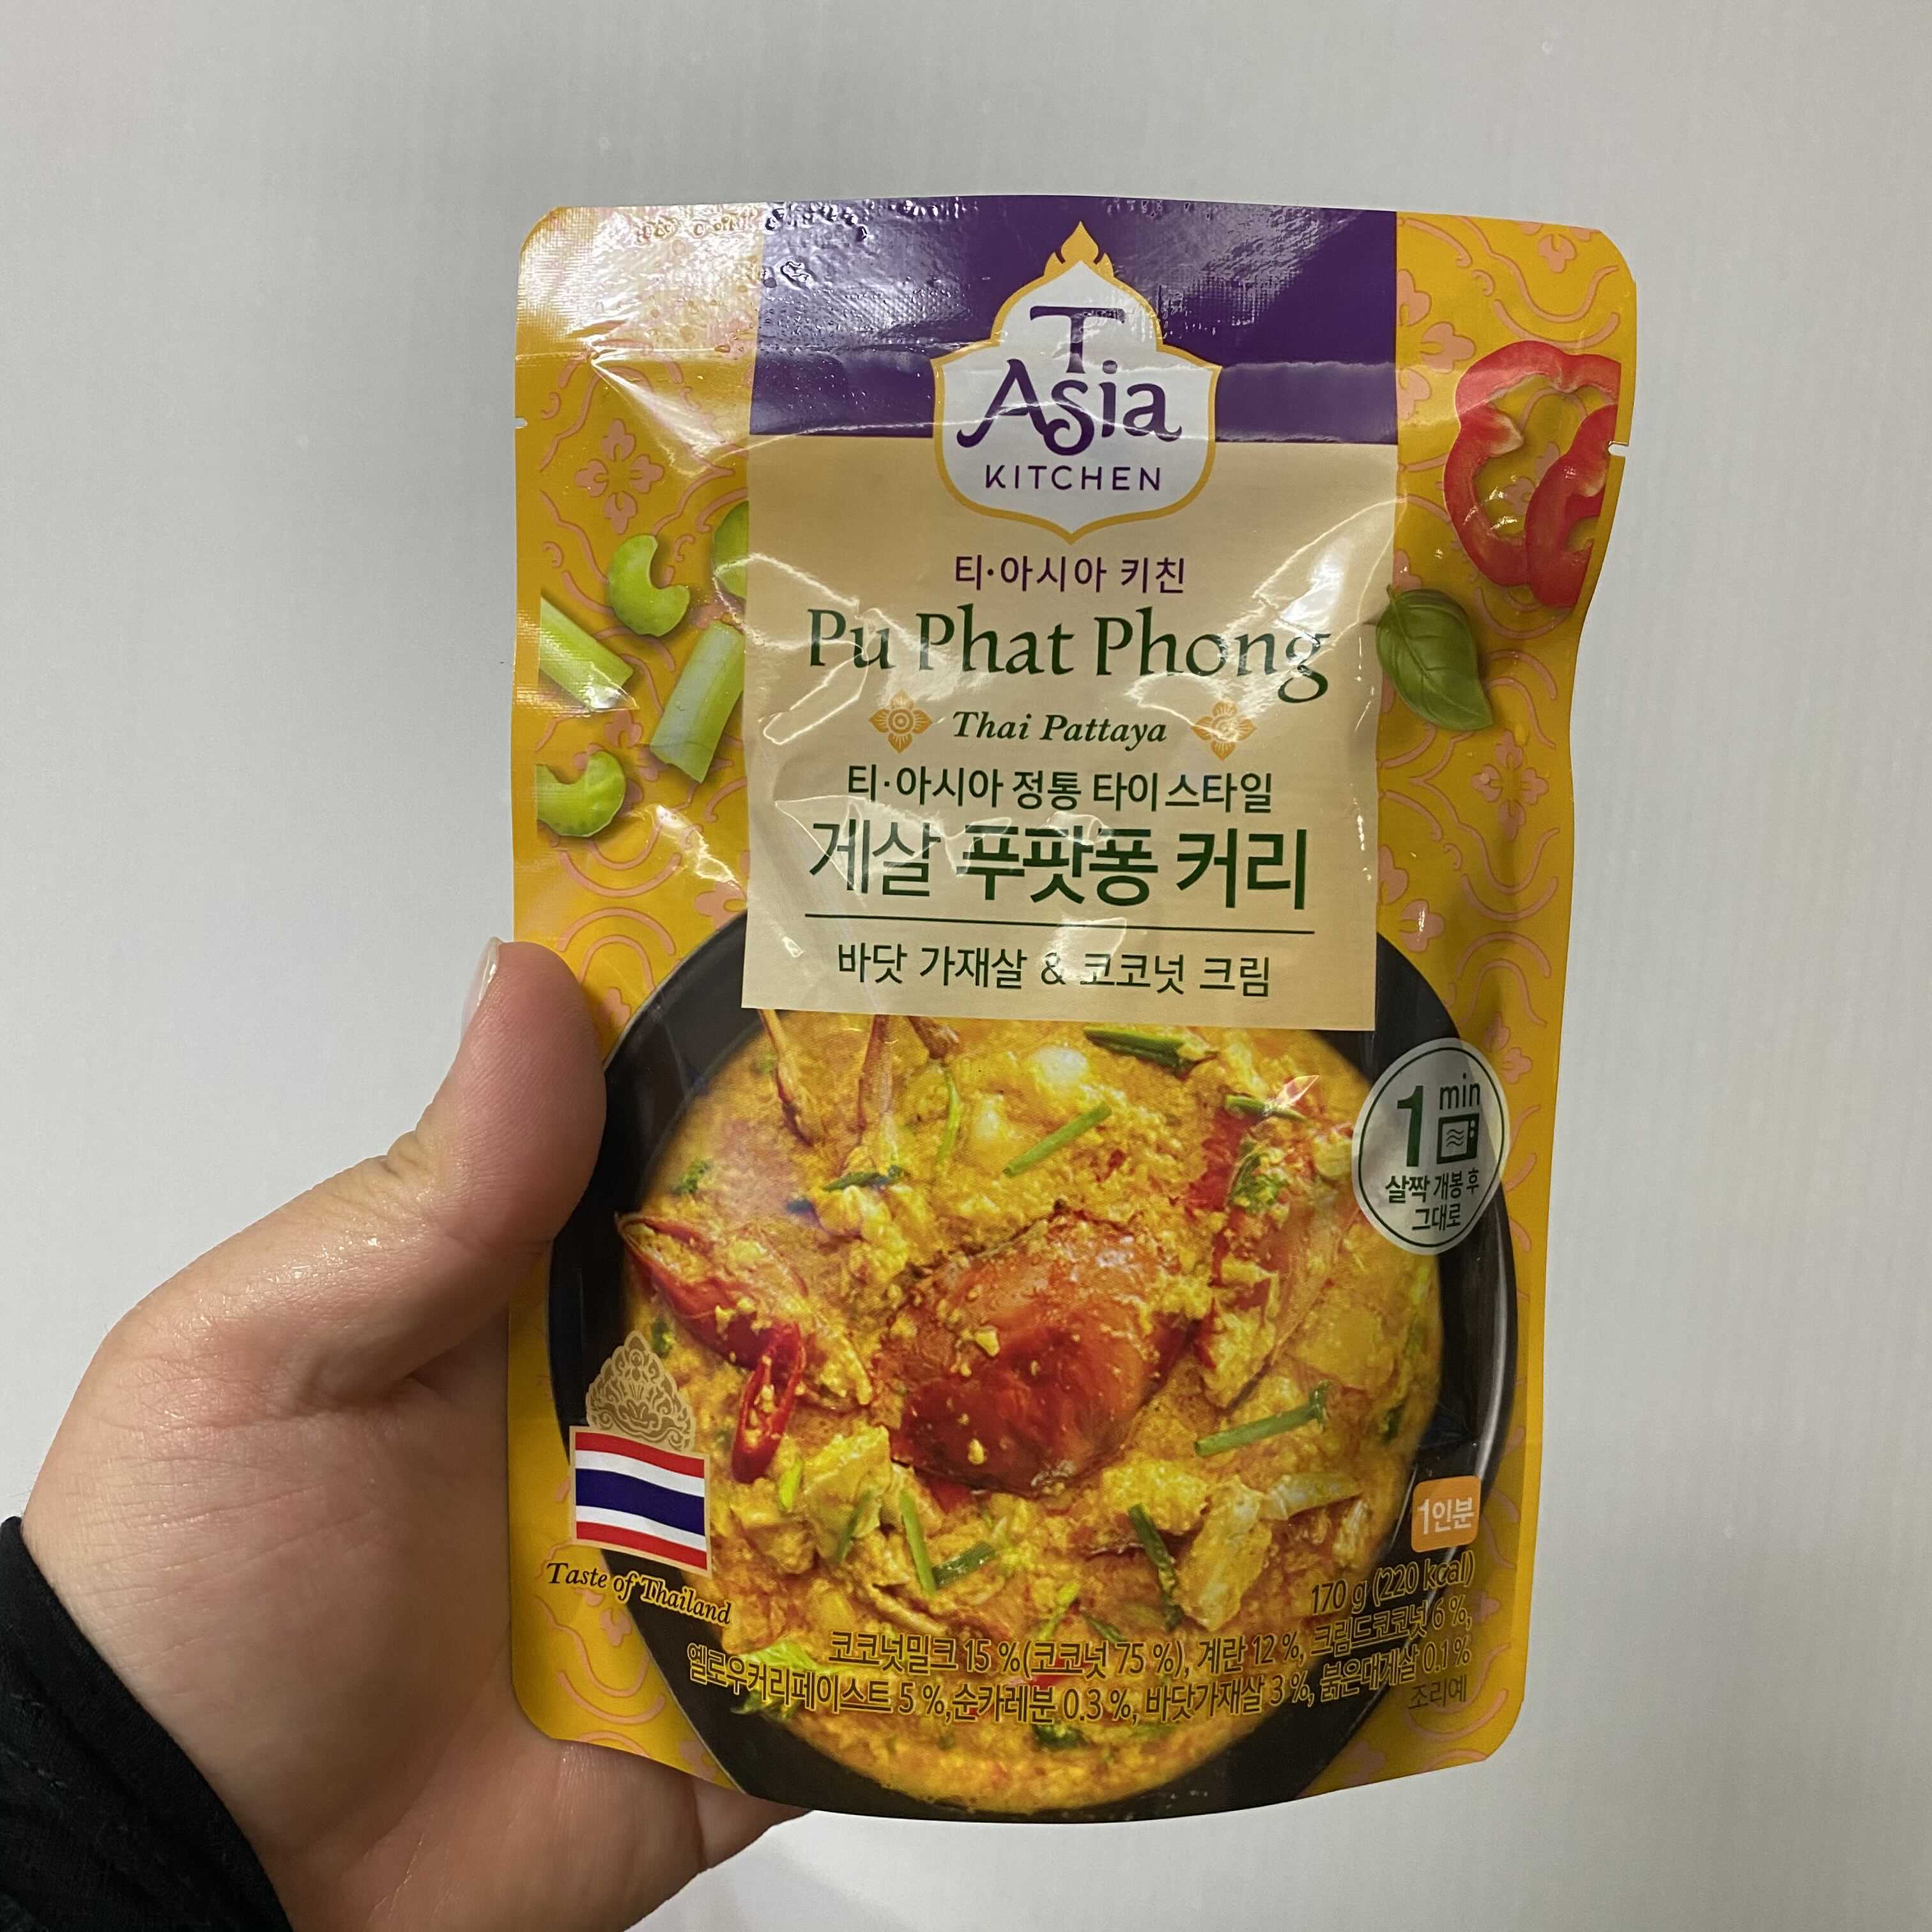 T
Asia
KITCHEN
티·아시아 키친
Pu Phat Phong
Thai Pattaya
티·아시아 정통 타이 스타일
게살 푸팟퐁 커리
바닷 가재살 & 코코넛 크림
1 min
살짝 개봉 후
그대로
Taste of Thailand
1인분
170 g (220 kcal)
코코넛밀크 15 %(코코넛 75 %), 계란 12 %, 크림드코코넛 6 %,
옐로우커리페이스트 5 %,순카레분 0.3 %, 바닷가재살 3 %, 붉은대게살 0.1 %
조리예